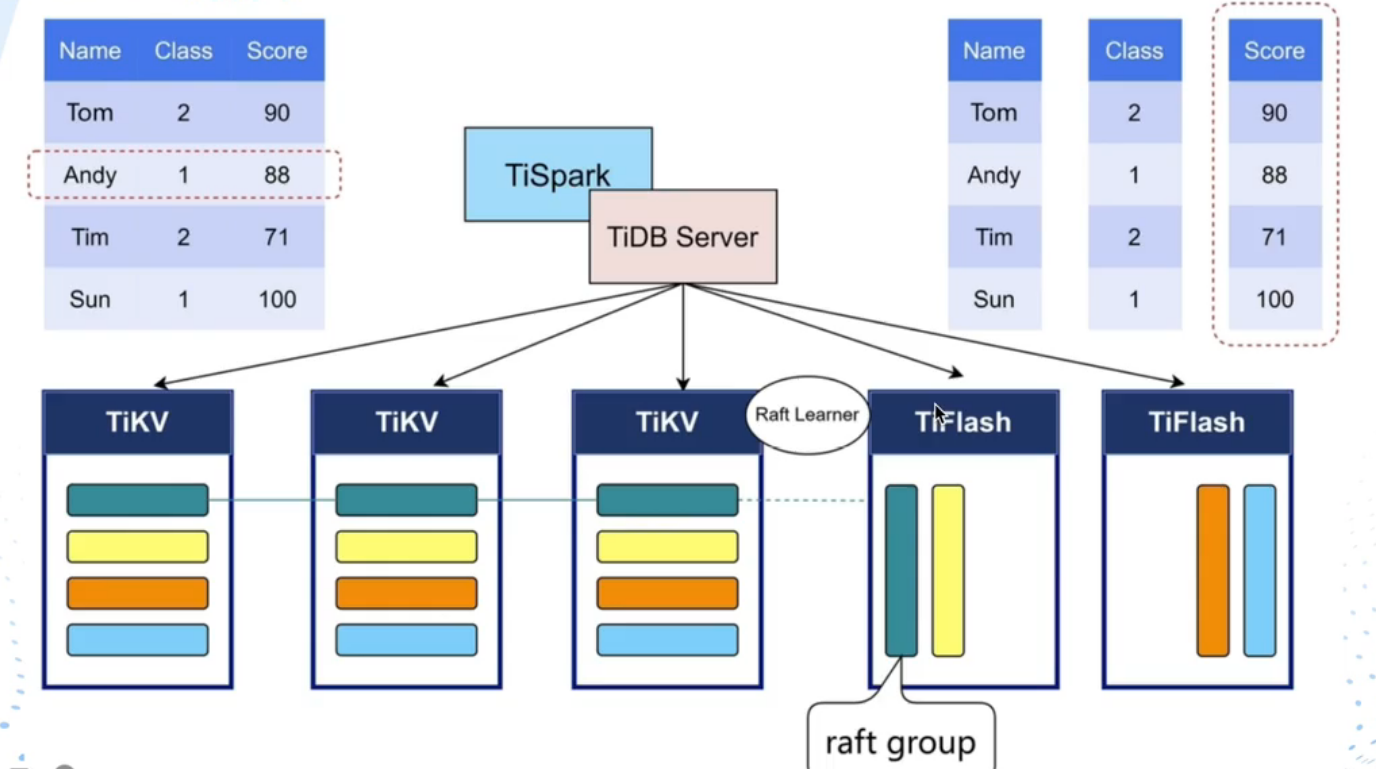 Name Class Score
Tom 2 90
Andy 1 88
Tim 2 71
Sun 1 100
TiSpark
TiDB Server
Name Class Score
Tom 2 90
Andy 1 88
Tim 2 71
Sun 1 100
TiKV
TiKV
TiKV
Raft Learner
TiFlash
TiFlash
raft group